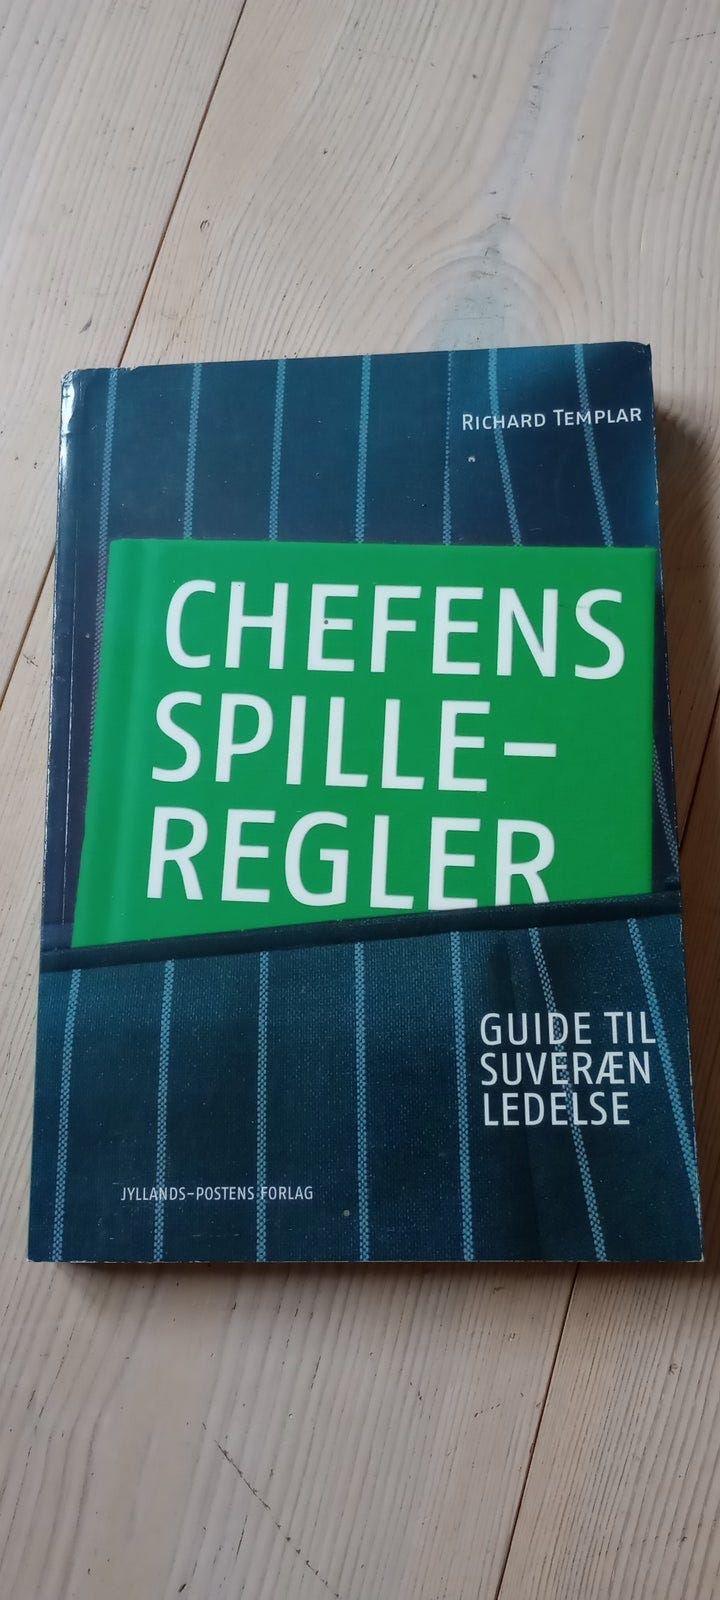 RICHARD TEMPLAR
CHEFENS
SPILLE-
REGLER
GUIDE TIL
SUVERÆN
LEDELSE
JYLLANDS-POSTENS FORLAG